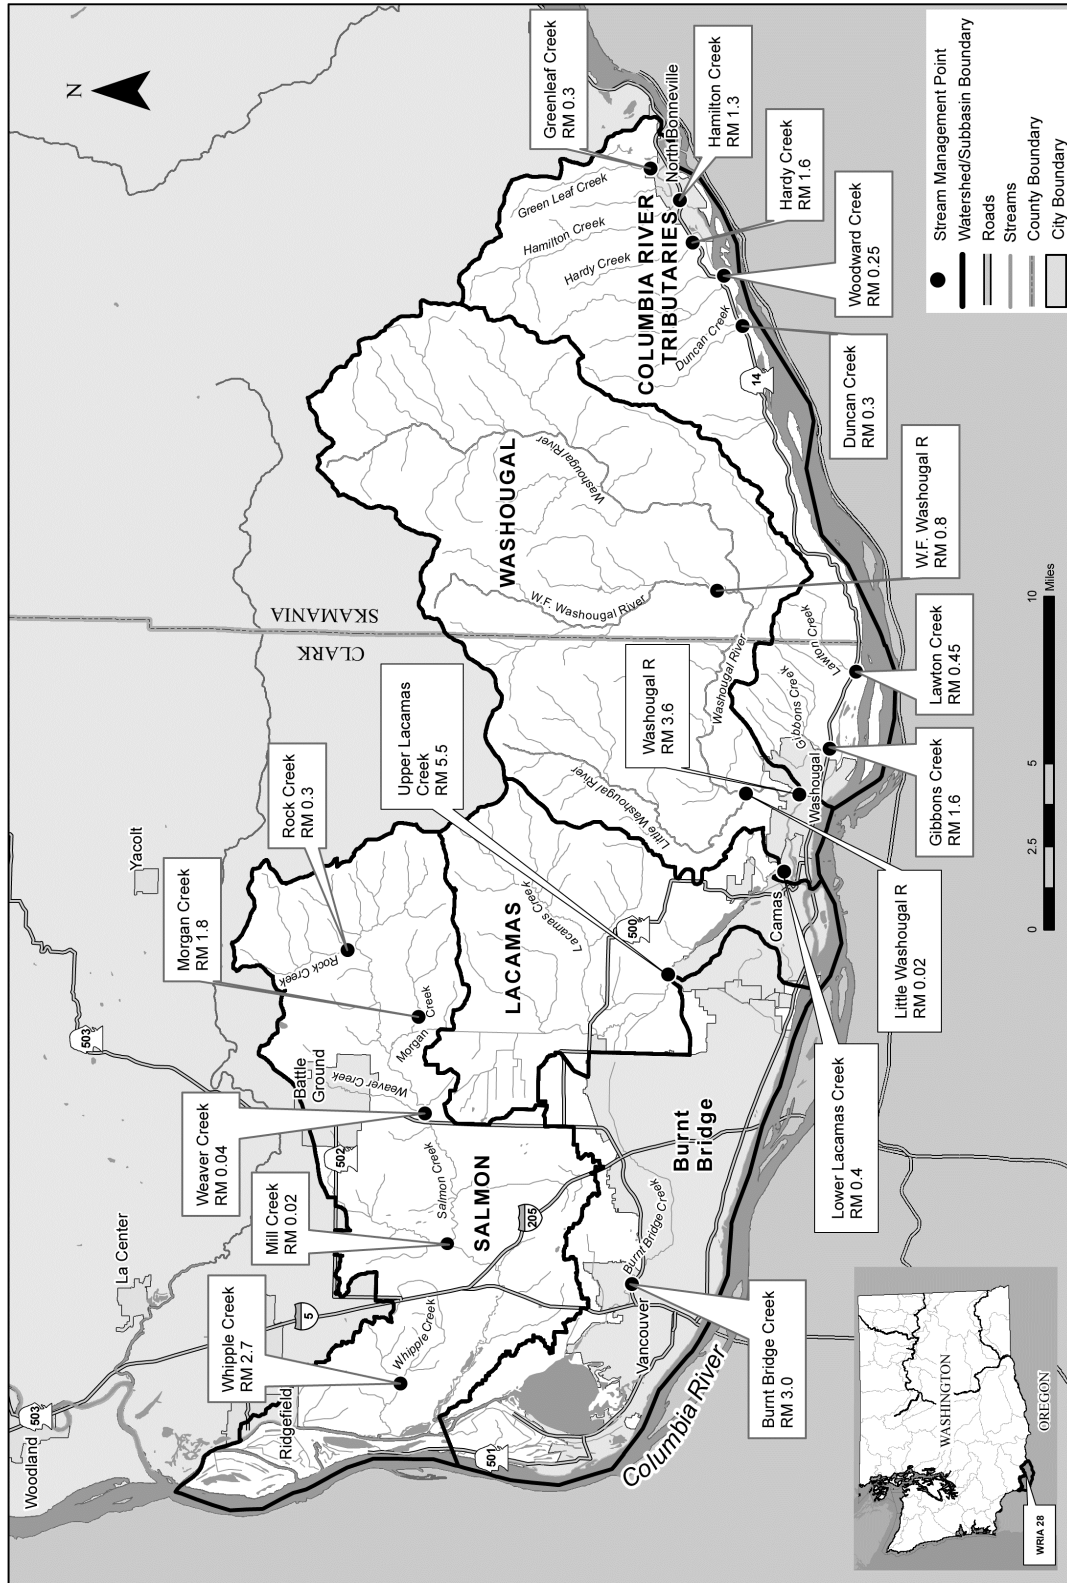 Woodland
503
La Center
503
Yacolt
N
Whipple Creek
RM 2.7
Mill Creek
RM 0.02
Weaver Creek
RM 0.04
Morgan Creek
RM 1.8
Rock Creek
RM 0.3
Upper Lacamas
Creek
RM 5.5
CLARK
SKAMANIA
Washougal R
RM 3.6
Greenleaf Creek
RM 0.3
Hamilton Creek
RM 1.3
Hardy Creek
RM 1.6
Woodward Creek
RM 0.25
Duncan Creek
RM 0.3
W.F. Washougal R
RM 0.8
Lawton Creek
RM 0.45
Gibbons Creek
RM 1.6
Little Washougal R
RM 0.02
Lower Lacamas Creek
RM 0.4
Burnt Bridge Creek
RM 3.0
Ridgefield
5
502
Battle
Ground
Weaver Creek
Morgan
Creek
Rock Creek
Whipple Creek
Salmon Creek
SALMON
205
501
LACAMAS
Lacamas Creek
500
WASHOUGAL
Washougal River
W.F. Washougal River
Little Washougal River
Washougal River
COLUMBIA RIVER
TRIBUTARIES
Green Leaf Creek
Hamilton Creek
Hardy Creek
Duncan Creek
North Bonneville
14
Lawton Creek
Gibbons Creek
Washougal
Camas
Burnt
Bridge
Burnt Bridge Creek
Vancouver
Columbia River
WASHINGTON
OREGON
WRIA 28
0
2.5
5
10
Miles
Stream Management Point
Watershed/Subbasin Boundary
Roads
Streams
County Boundary
City Boundary